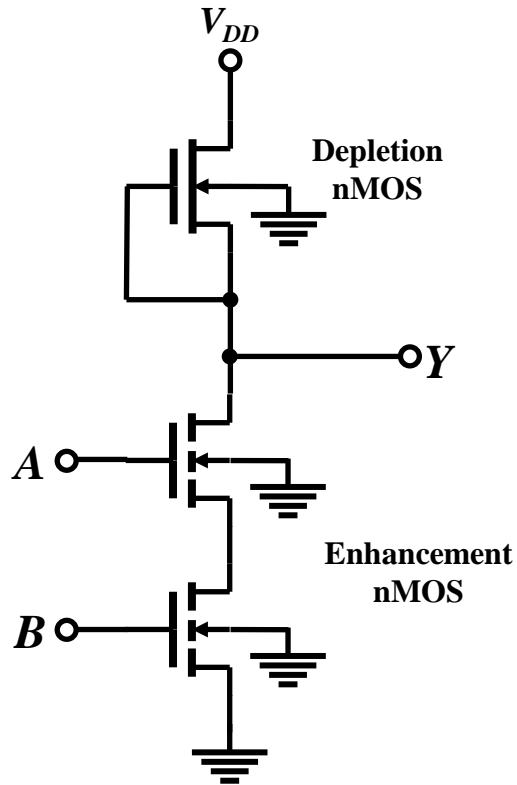 V_DD
Depletion
nMOS
Y
A
Enhancement
nMOS
B